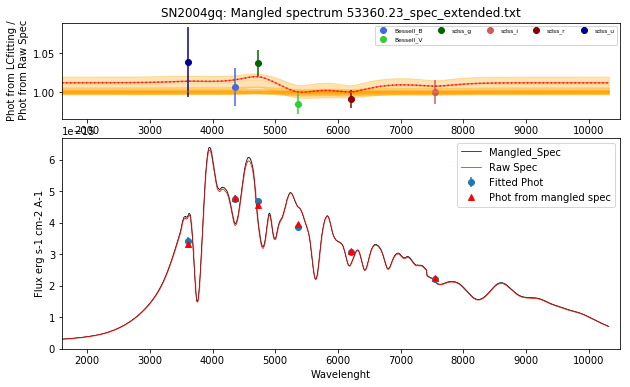 SN2004gq: Mangled spectrum 53360.23_spec_extended.txt
Phot from LCfitting /
Phot from Raw Spec
1.05
1.00
Bessell_B
Bessell_V
sdss_g
sdss_i
sdss_r
sdss_u
2000 3000 4000 5000 6000 7000 8000 9000 10000
Flux erg s-1 cm-2 A-1
6
5
4
3
2
1
0
Mangled_Spec
Raw Spec
Fitted Phot
Phot from mangled spec
2000 3000 4000 5000 6000 7000 8000 9000 10000
Wavelenght